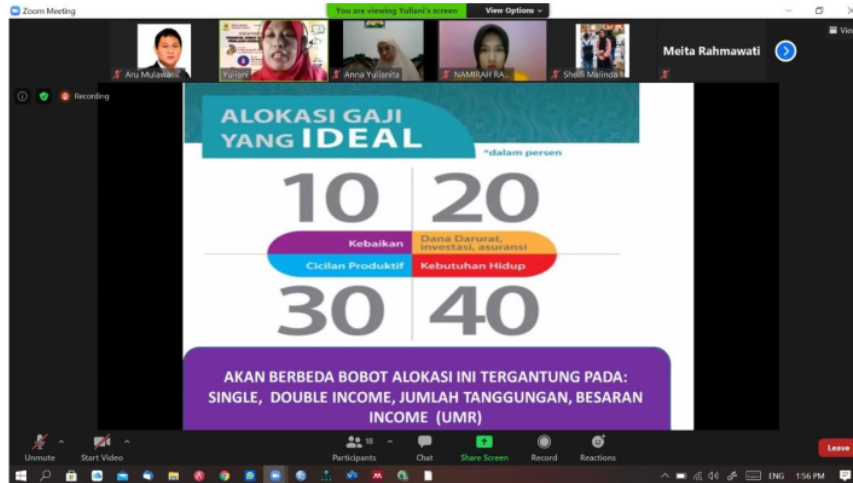 Zoom Meeting
You are viewing Yuliani's screen
View Options
View
Aru Mulawar...
Yuliani
Anna Yulianita
NAMIRAH RA...
Sheifi Malinda
Meita Rahmawati
Recording
ALOKASI GAJI
YANG IDEAL
*dalam persen
10 20
Kebaikan
Dana Darurat,
investasi, asuransi
Cicilan Produktif
Kebutuhan Hidup
30 40
AKAN BERBEDA BOBOT ALOKASI INI TERGANTUNG PADA:
SINGLE, DOUBLE INCOME, JUMLAH TANGGUNGAN, BESARAN
INCOME (UMR)
Unmute
Start Video
18
Participants
Chat
Share Screen
Record
Reactions
Leave
ENG
1:56 PM